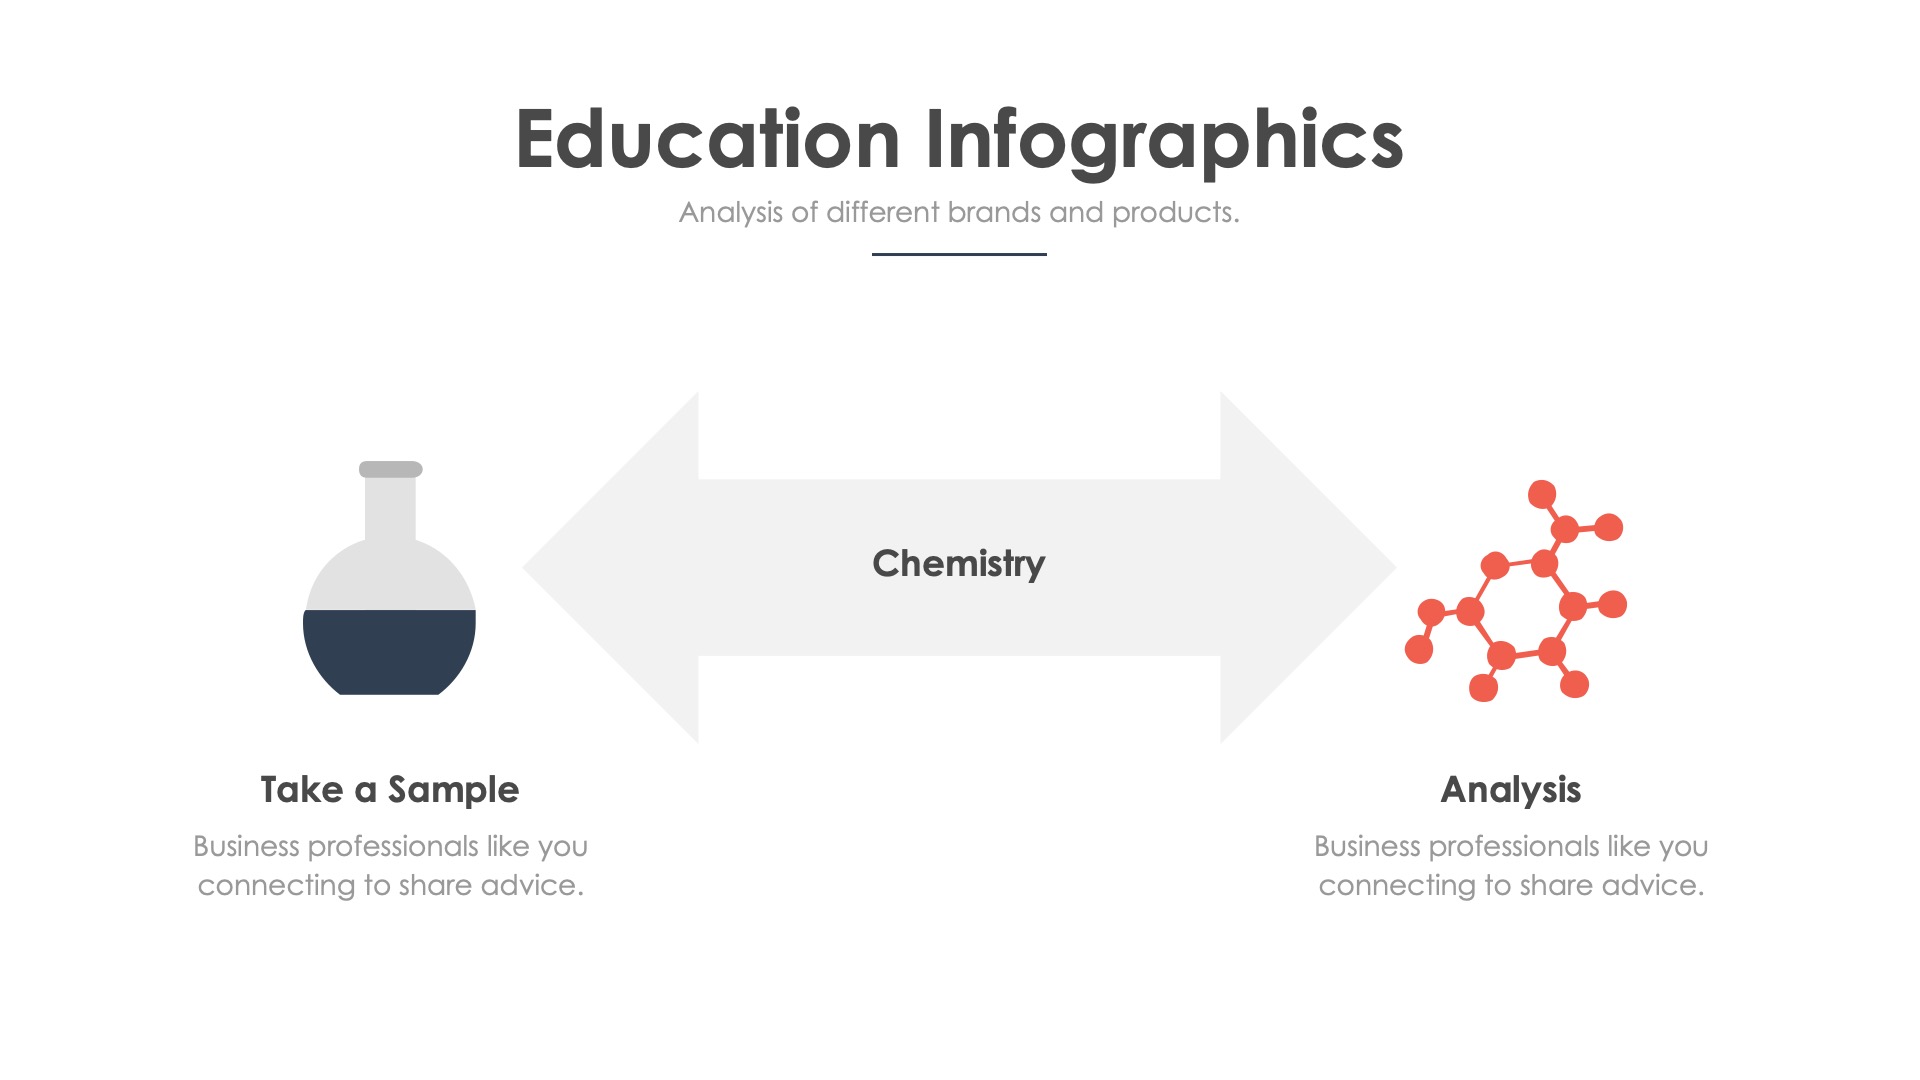 Education Infographics
Analysis of different brands and products.
Chemistry
Take a Sample
Business professionals like you
connecting to share advice.
Analysis
Business professionals like you
connecting to share advice.